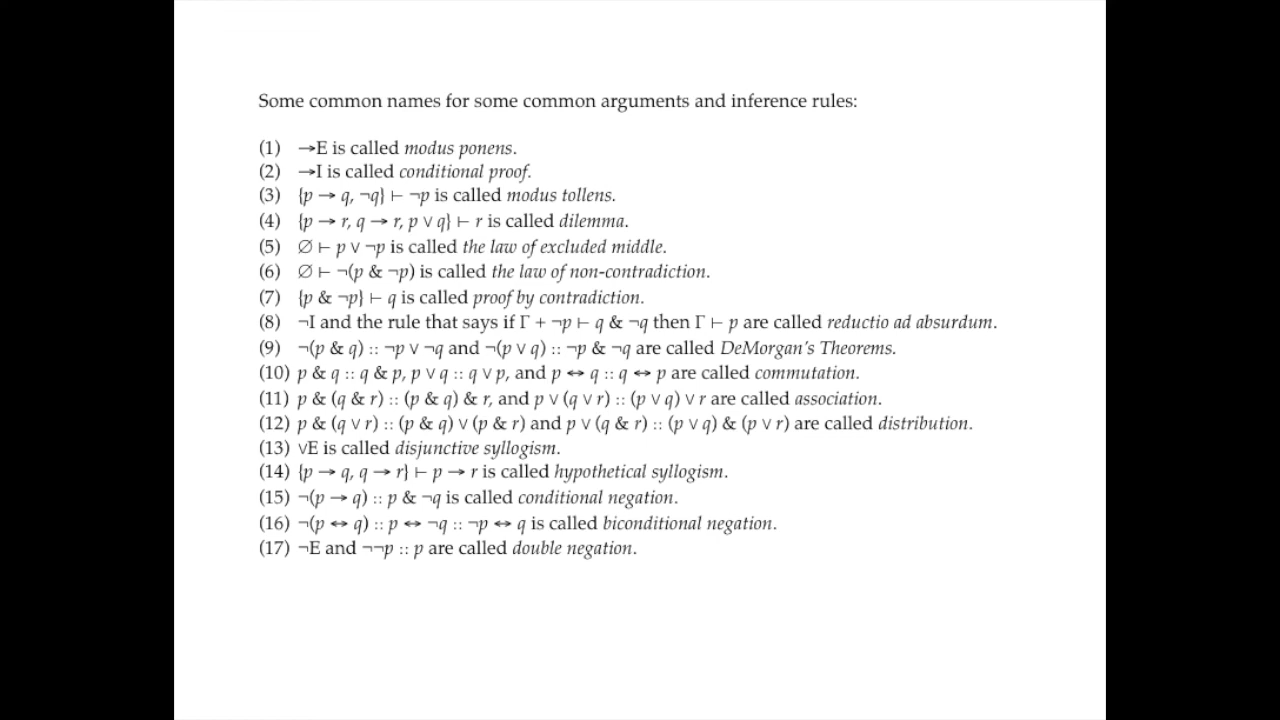 Some common names for some common arguments and inference rules:
(1) →E is called modus ponens.
(2) →I is called conditional proof.
(3) {p → q, ¬q} ⊢ ¬p is called modus tollens.
(4) {p → r, q → r, p ∨ q} ⊢ r is called dilemma.
(5) ∅ ⊢ p ∨ ¬p is called the law of excluded middle.
(6) ∅ ⊢ ¬(p & ¬p) is called the law of non-contradiction.
(7) {p & ¬p} ⊢ q is called proof by contradiction.
(8) ¬I and the rule that says if Γ + ¬p ⊢ q & ¬q then Γ ⊢ p are called reductio ad absurdum.
(9) ¬(p & q) :: ¬p ∨ ¬q and ¬(p ∨ q) :: ¬p & ¬q are called DeMorgan's Theorems.
(10) p & q :: q & p, p ∨ q :: q ∨ p, and p ↔ q :: q ↔ p are called commutation.
(11) p & (q & r) :: (p & q) & r, and p ∨ (q ∨ r) :: (p ∨ q) ∨ r are called association.
(12) p & (q ∨ r) :: (p & q) ∨ (p & r) and p ∨ (q & r) :: (p ∨ q) & (p ∨ r) are called distribution.
(13) ∨E is called disjunctive syllogism.
(14) {p → q, q → r} ⊢ p → r is called hypothetical syllogism.
(15) ¬(p → q) :: p & ¬q is called conditional negation.
(16) ¬(p ↔ q) :: p ↔ ¬q :: ¬p ↔ q is called biconditional negation.
(17) ¬E and ¬¬p :: p are called double negation.